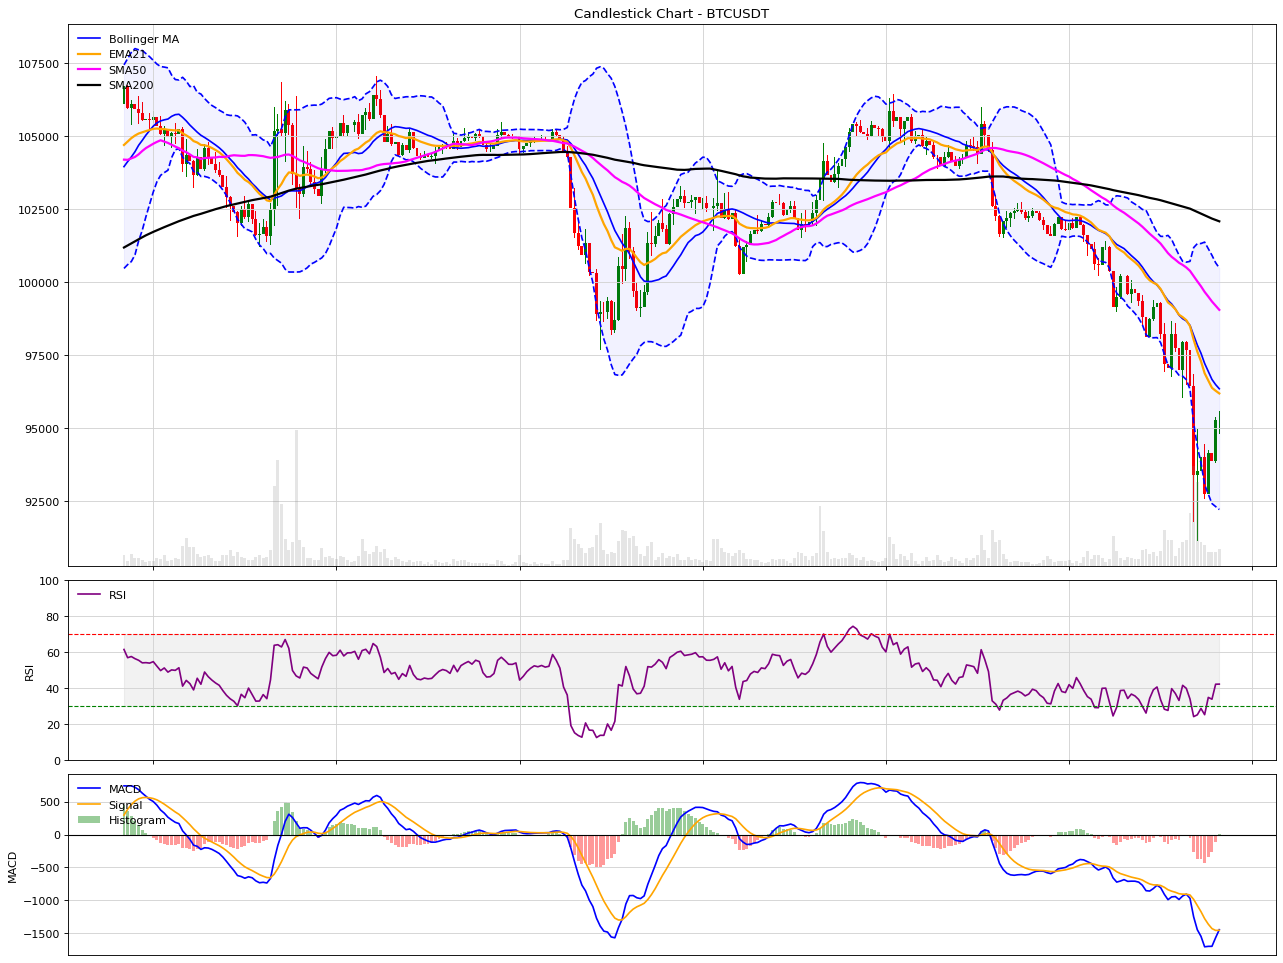 Candlestick Chart - BTCUSDT
Bollinger MA
EMA21
SMA50
SMA200
107500
105000
102500
100000
97500
95000
92500
RSI
100
80
60
40
20
0
RSI
MACD
Signal
Histogram
500
0
−500
−1000
−1500
MACD